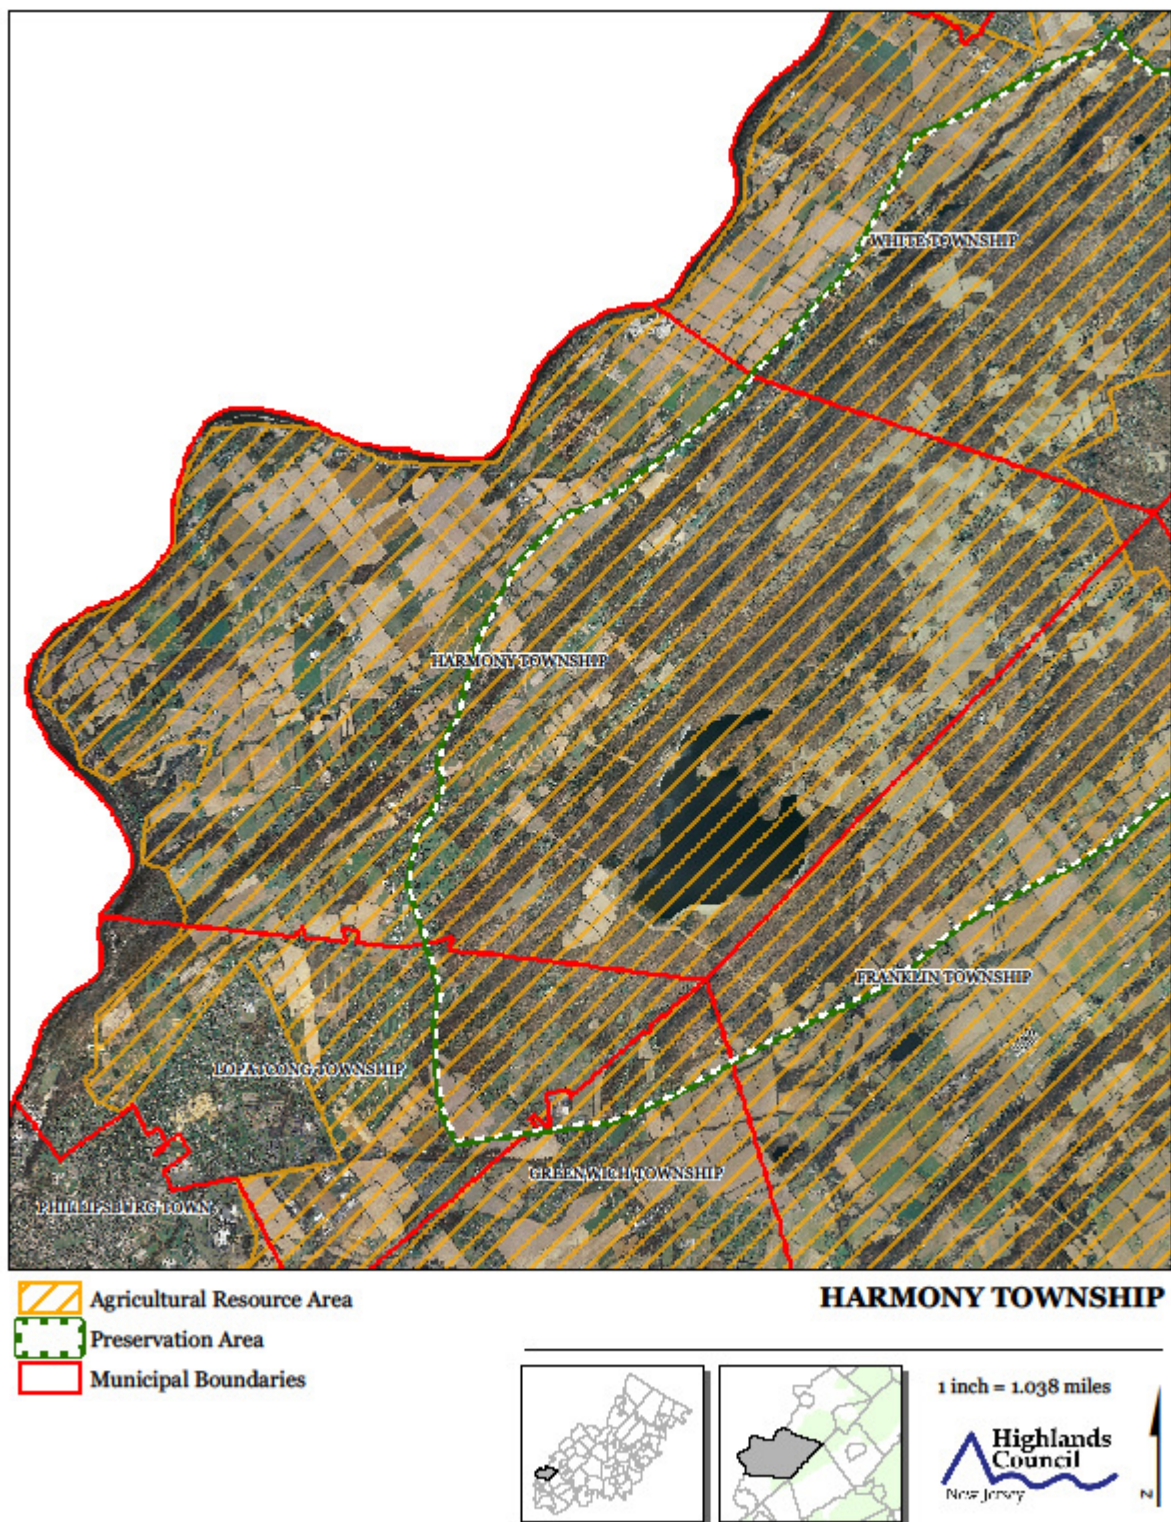 WHITE TOWNSHIP
HARMONY TOWNSHIP
FRANKLIN TOWNSHIP
LOPATCONG TOWNSHIP
GREENWICH TOWNSHIP
PHILLIPSBURG TOWN
Agricultural Resource Area
Preservation Area
Municipal Boundaries
HARMONY TOWNSHIP
1 inch = 1.038 miles
Highlands
Council
New Jersey
N